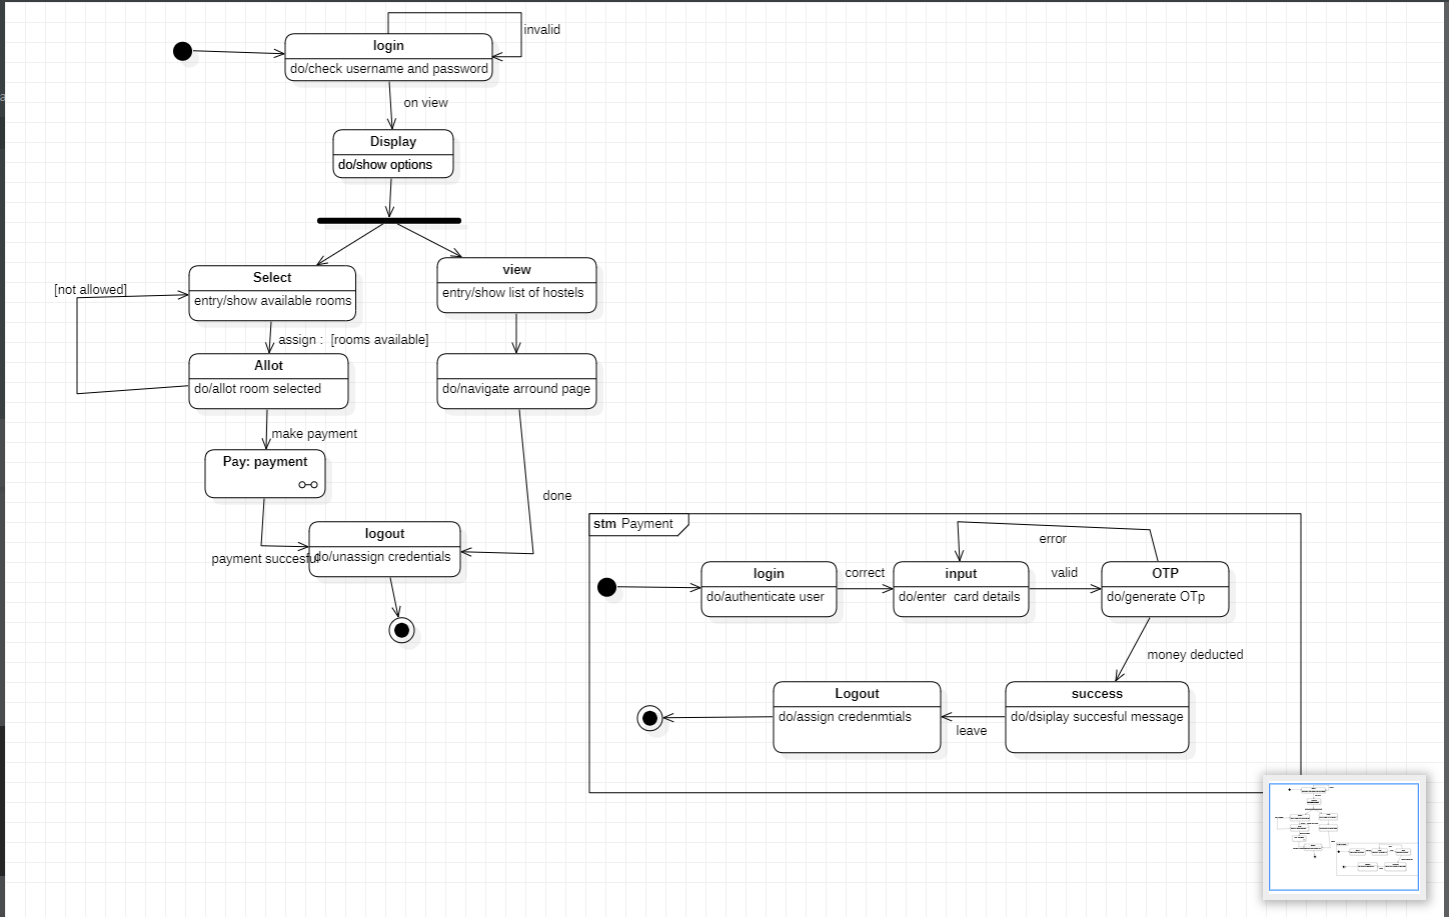 invalid
login
do/check username and password
on view
Display
do/show options
Select
entry/show available rooms
view
entry/show list of hostels
[not allowed]
assign :  [rooms available]
Allot
do/allot room selected
do/navigate arround page
make payment
Pay: payment
done
logout
do/unassign credentials
payment succesful
stm Payment
error
login
do/authenticate user
correct
input
do/enter  card details
valid
OTP
do/generate OTp
money deducted
Logout
do/assign credenmtials
leave
success
do/dsiplay succesful message